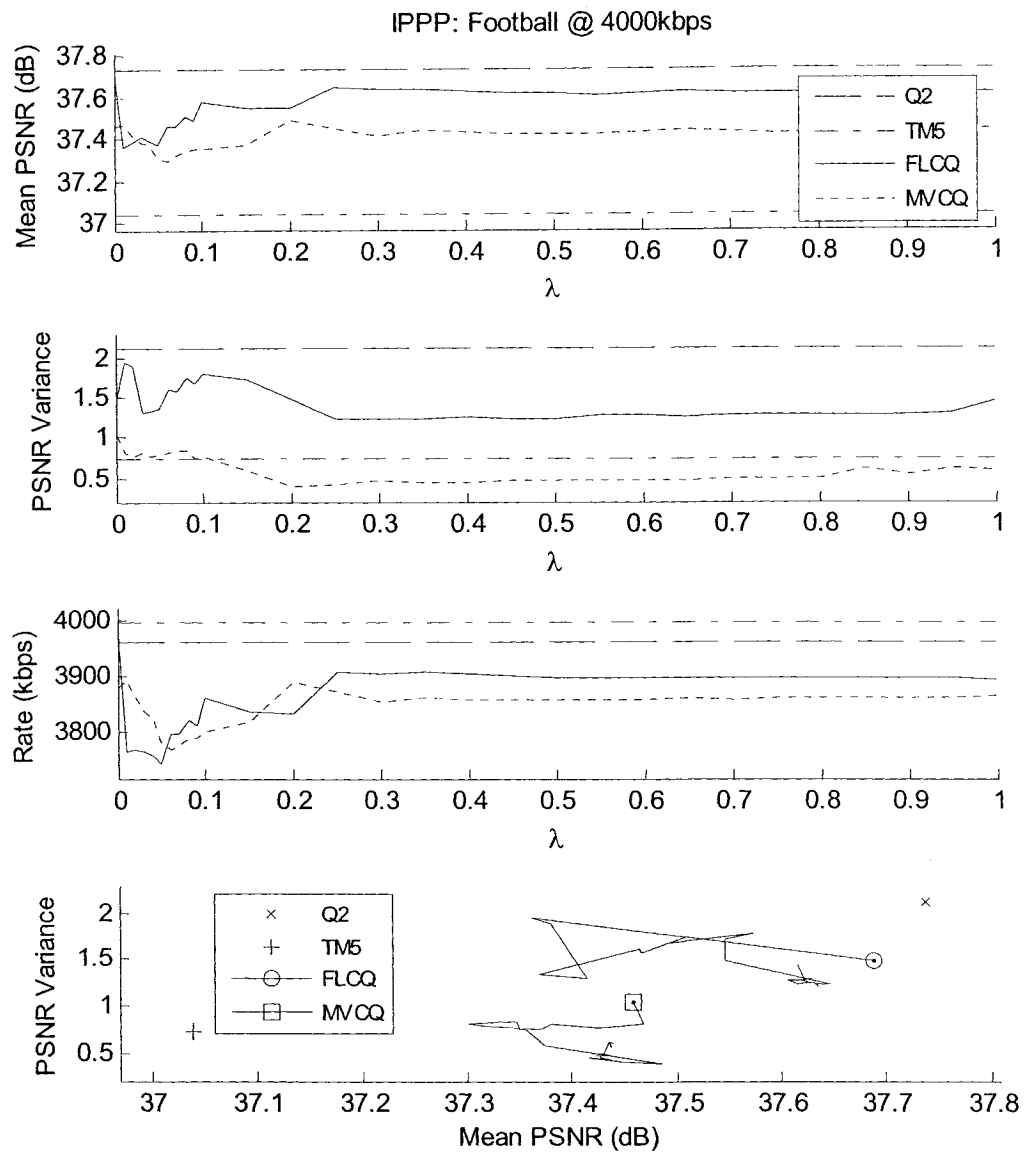 IPPP: Football @ 4000kbps
Mean PSNR (dB)
37.8
37.6
37.4
37.2
37
Q2
TM5
FLCQ
MVCQ
0 0.1 0.2 0.3 0.4 0.5 0.6 0.7 0.8 0.9 1
λ
PSNR Variance
2
1.5
1
0.5
0 0.1 0.2 0.3 0.4 0.5 0.6 0.7 0.8 0.9 1
λ
Rate (kbps)
4000
3900
3800
0 0.1 0.2 0.3 0.4 0.5 0.6 0.7 0.8 0.9 1
λ
PSNR Variance
2
1.5
1
0.5
Q2
TM5
FLCQ
MVCQ
37 37.1 37.2 37.3 37.4 37.5 37.6 37.7 37.8
Mean PSNR (dB)